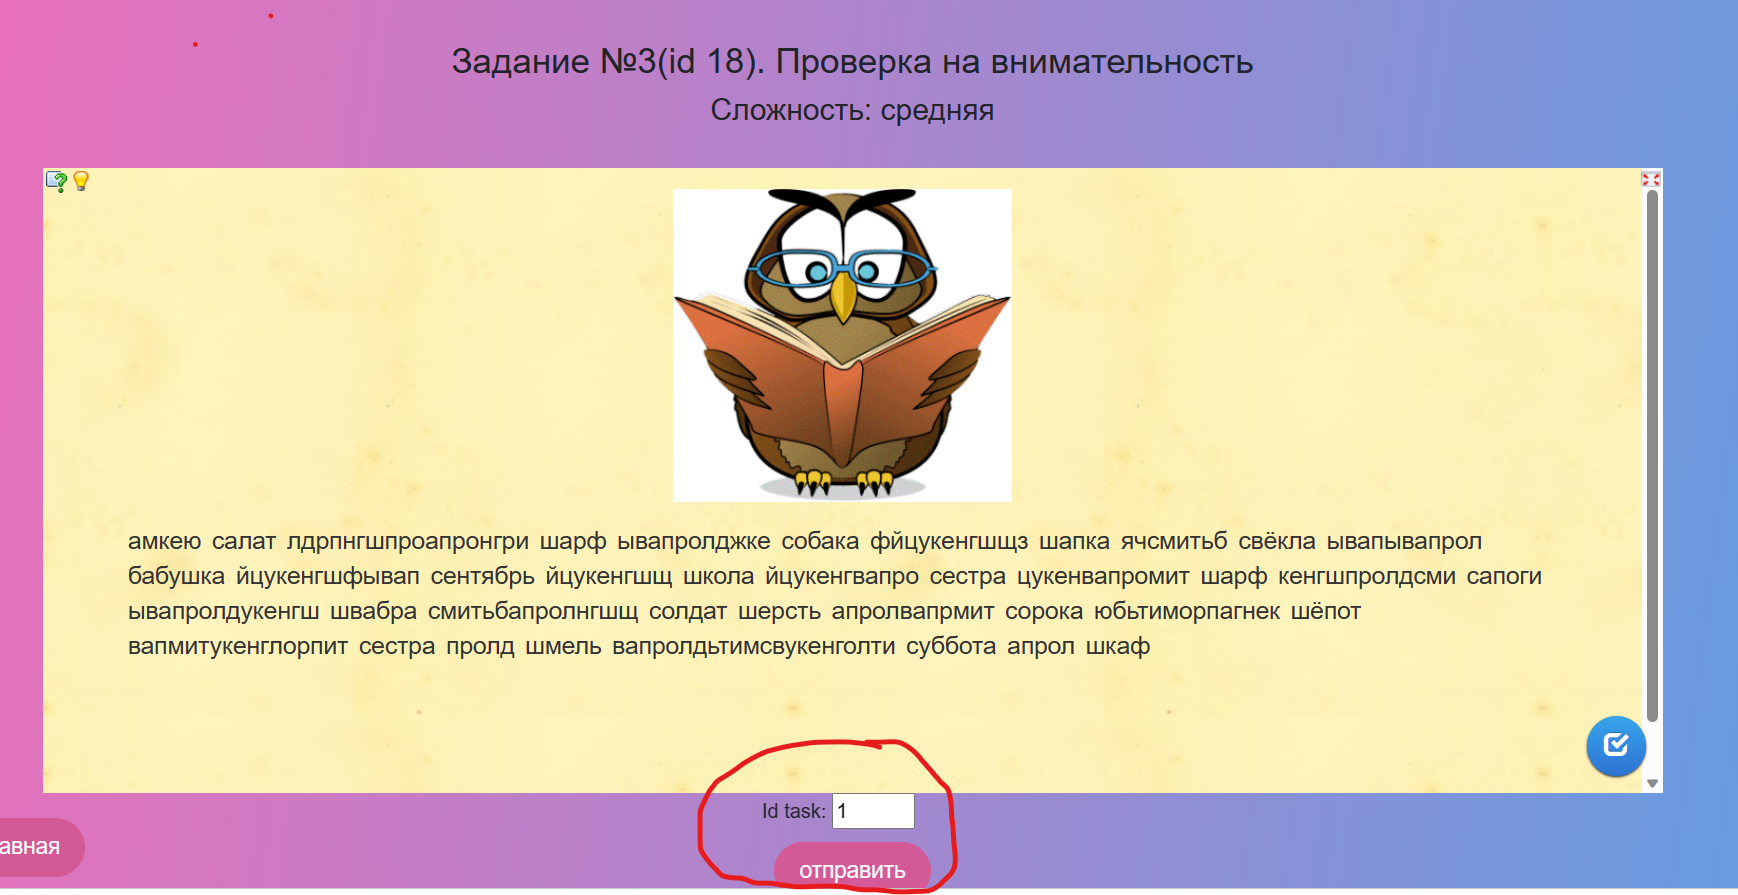 Задание №3(id 18). Проверка на внимательность
Сложность: средняя
амкею салат лдрпнгшпроапронгри шарф ывапролджке собака фйцукенгшщз шапка ячсмитьб свёкла ывапывапрол
бабушка йцукенгшфывап сентябрь йцукенгшщ школа йцукенгвапро сестра цукенвапромит шарф кенгшпролдсми сапоги
ывапролдукенгш швабра смитьбапролнгшщ солдат шерсть апролвапрмит сорока юбьтиморпагнек шёпот
вапмитукенглорпит сестра пролд шмель вапролдьтимсвукенголти суббота апрол шкаф
Id task: 1
авная
отправить